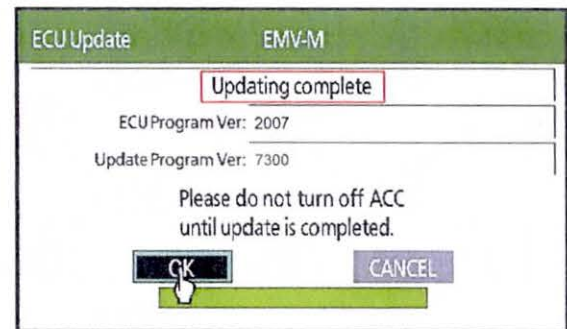 ECU Update EMV-M
Updating complete
ECU Program Ver: 2007
Update Program Ver: 7300
Please do not turn off ACC
until update is completed.
OK CANCEL